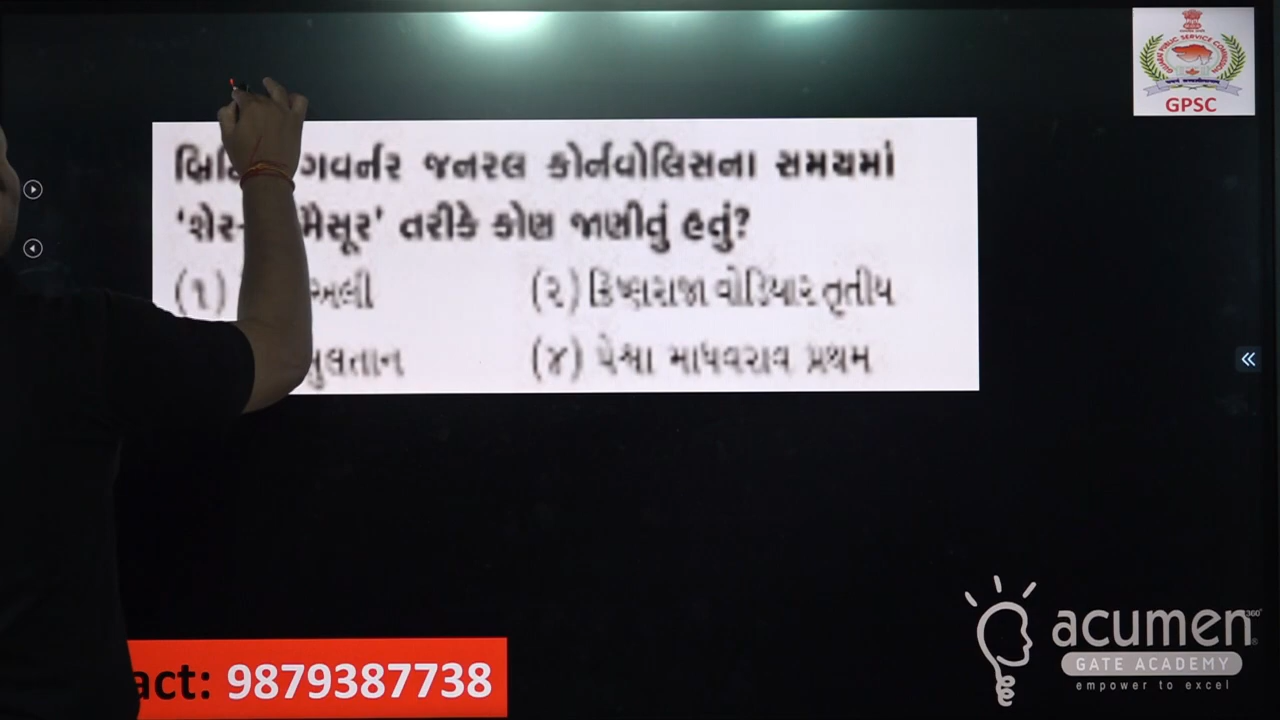 GPSC
ગવર્નર જનરલ કોર્નવોલિસના સમયમાં
'શેર- મૈસૂર' તરીકે કોણ જાણીતું હતું?
(૧) અલી (૨) ક્રિષ્ણરાજા વોડિયાર તૃતીય
સુલતાન (૪) પેશ્વા માધવરાવ પ્રથમ
act: 9879387738
acumen 360°
GATE ACADEMY
empower to excel